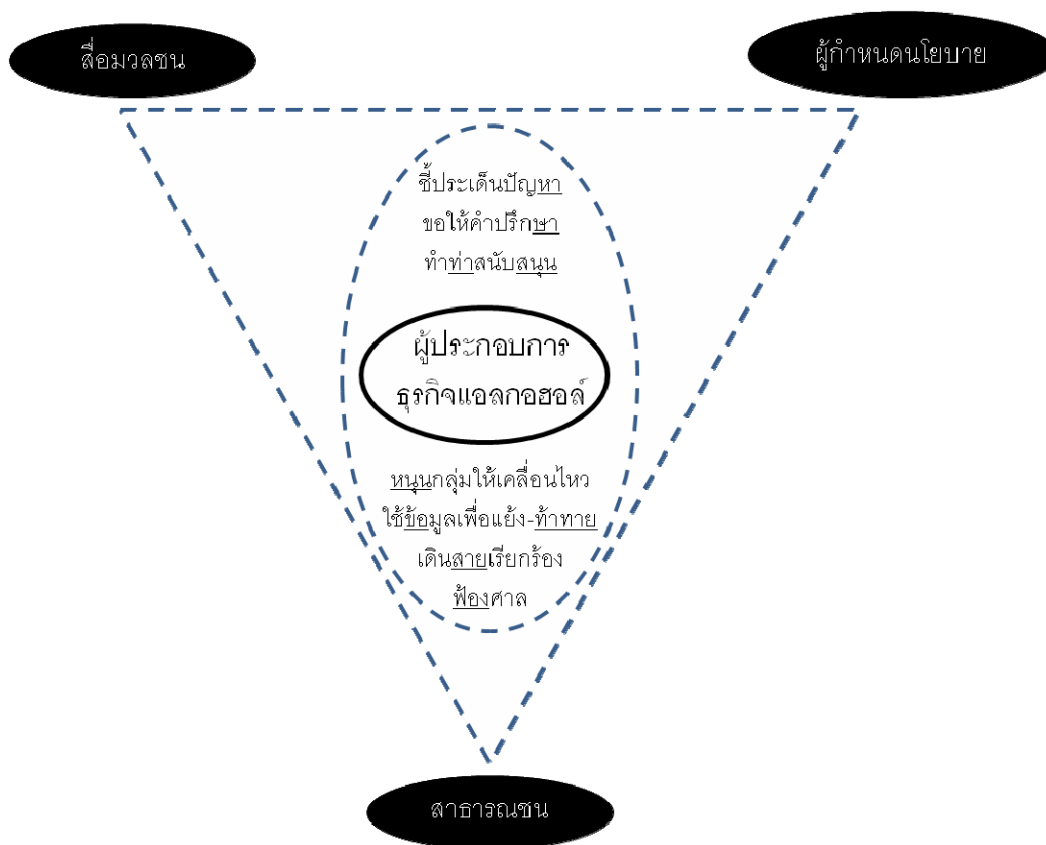 สื่อมวลชน
ผู้กำหนดนโยบาย
ชี้ประเด็นปัญหา
ขอให้คำปรึกษา
ทำท่าสนับสนุน
ผู้ประกอบการ
ธุรกิจแอลกอฮอล์
หนุนกลุ่มให้เคลื่อนไหว
ใช้ข้อมูลเพื่อแย้ง-ท้าทาย
เดินสายเรียกร้อง
ฟ้องศาล
สาธารณชน